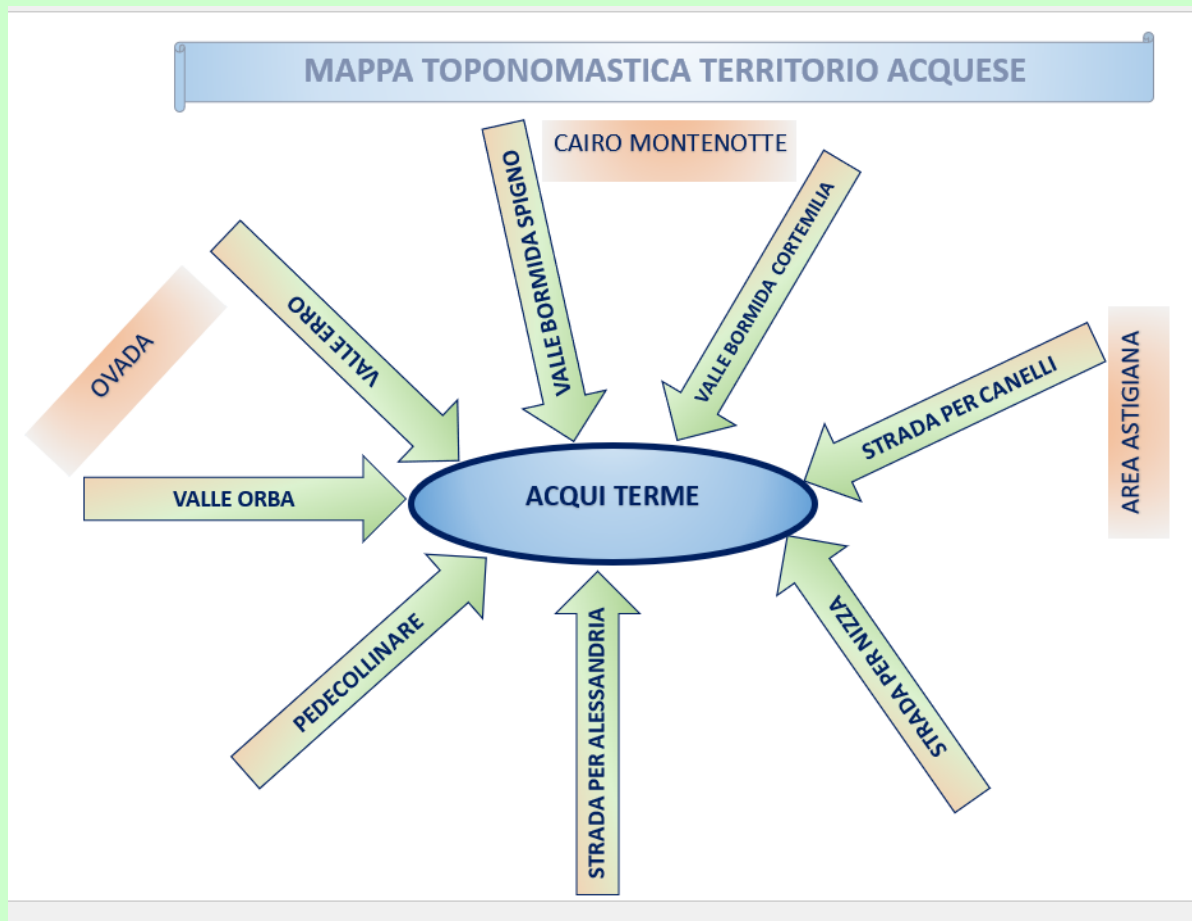 MAPPA TOPONOMASTICA TERRITORIO ACQUESE
CAIRO MONTENOTTE
VALLE BORMIDA SPIGNO
VALLE BORMIDA CORTEMILIA
VALLE ERRO
OVADA
STRADA PER CANELLI
AREA ASTIGIANA
VALLE ORBA
ACQUI TERME
PEDECOLLINARE
STRADA PER ALESSANDRIA
STRADA PER NIZZA